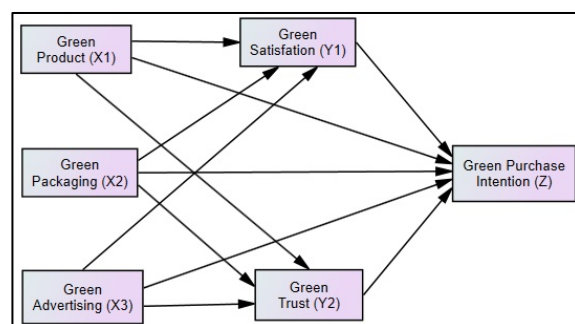 Green
Product (X1)
Green
Satisfation (Y1)
Green
Packaging (X2)
Green Purchase
Intention (Z)
Green
Advertising (X3)
Green
Trust (Y2)